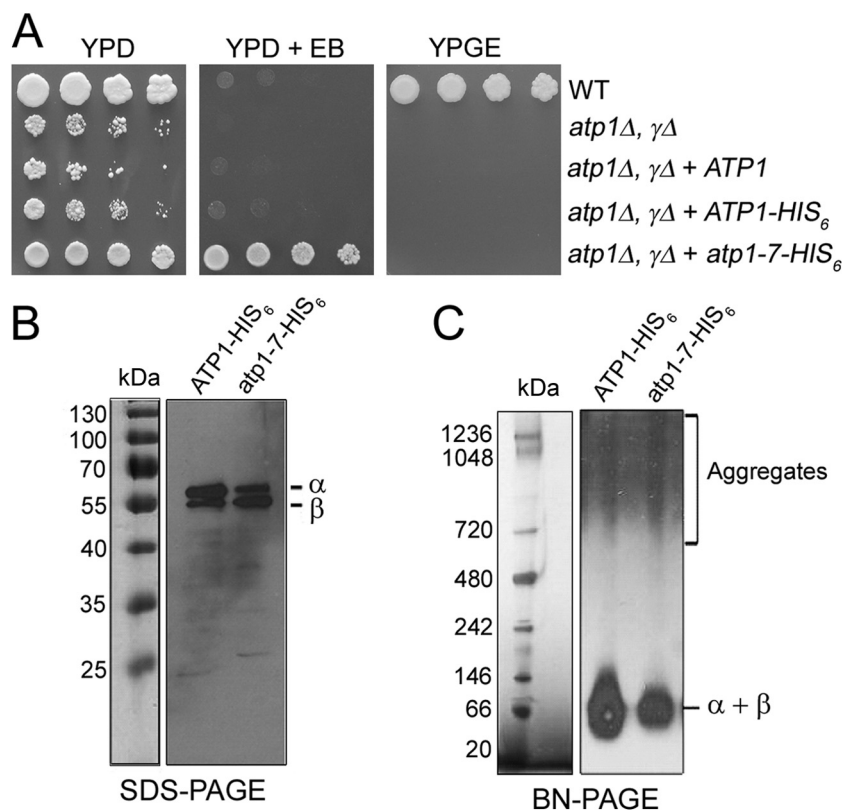 A
YPD
YPD + EB
YPGE
WT
atp1Δ, γΔ
atp1Δ, γΔ + ATP1
atp1Δ, γΔ + ATP1-HIS₆
atp1Δ, γΔ + atp1-7-HIS₆
B
kDa
ATP1-HIS₆
atp1-7-HIS₆
130
100
70
55
40
35
25
α
β
SDS-PAGE
C
kDa
ATP1-HIS₆
atp1-7-HIS₆
1236
1048
720
480
242
146
66
20
Aggregates
α + β
BN-PAGE